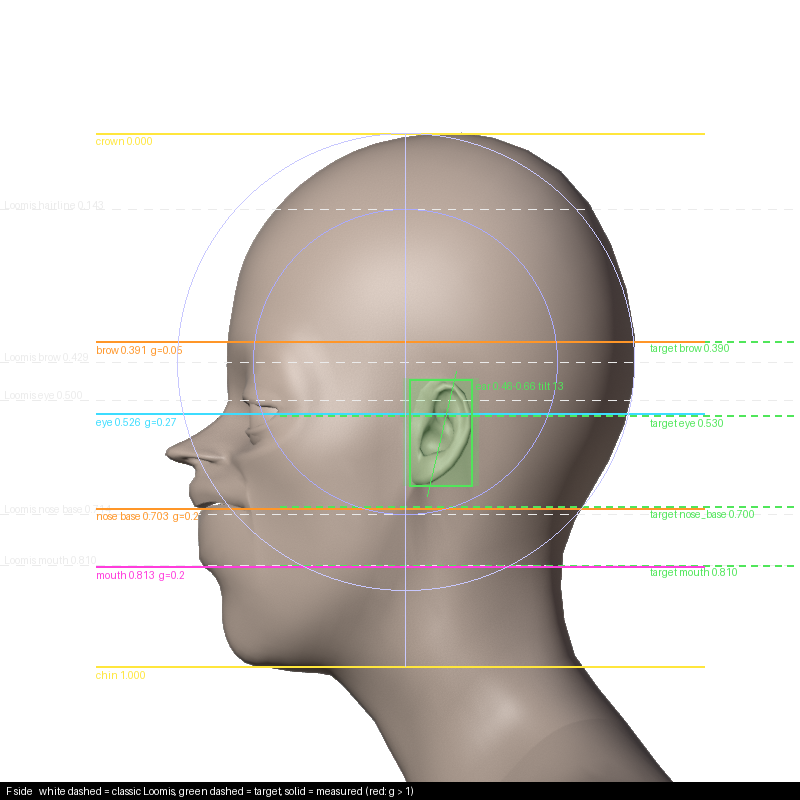 crown 0.000
Loomis hairline 0.143
brow 0.391 g=0.05
target brow 0.390
Loomis brow 0.420
ear 0.46 0.66 tilt 13
Loomis eye 0.500
eye 0.526 g=0.27
target eye 0.530
Loomis nose base
nose base 0.703 g=0.2
target nose_base 0.700
Loomis mouth 0.810
mouth 0.813 g=0.2
target mouth 0.810
chin 1.000
F side white dashed = classic Loomis, green dashed = target, solid = measured (red: g > 1)